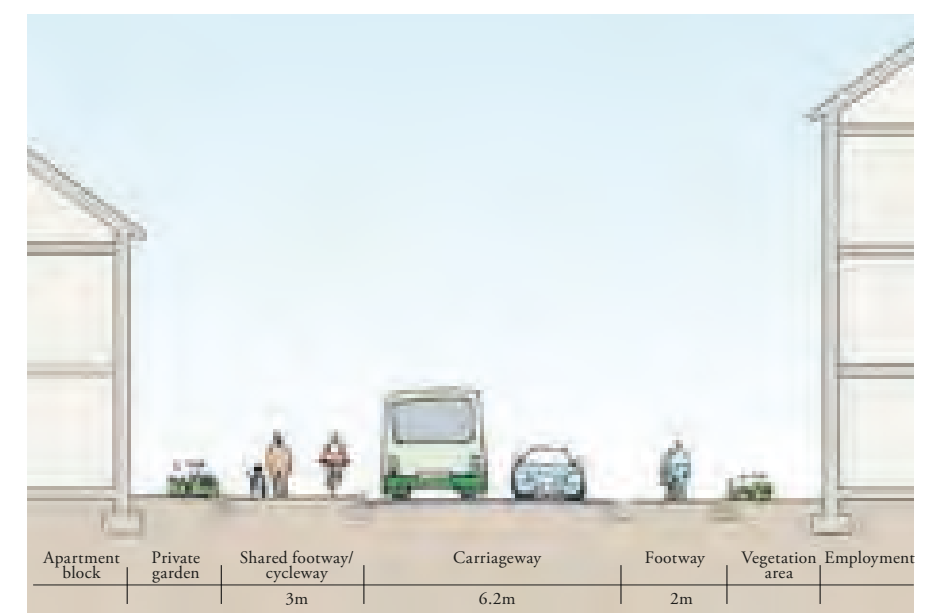 Apartment block
Private garden
Shared footway/ cycleway
Carriageway
Footway
Vegetation area
Employment
3m
6.2m
2m